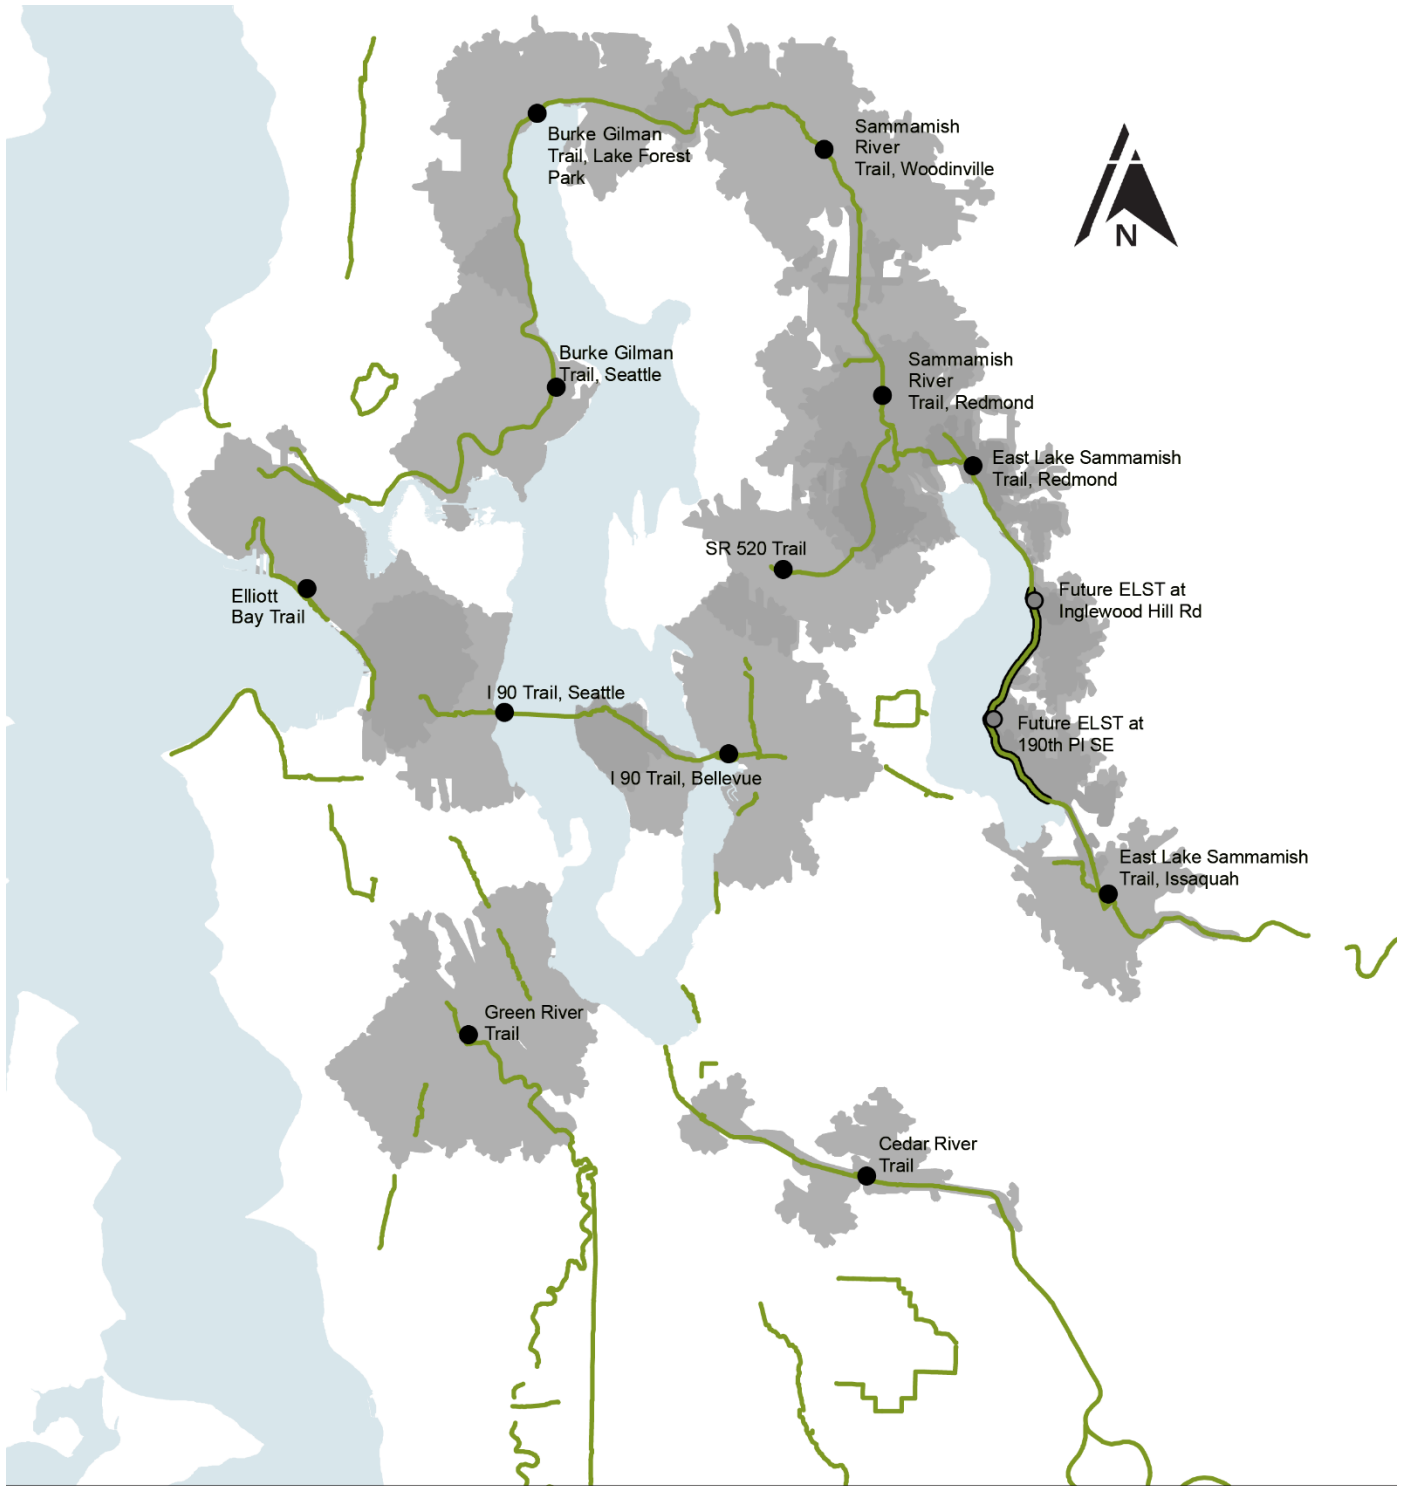 Burke Gilman
Trail, Lake Forest
Park
Sammamish
River
Trail, Woodinville
N
Burke Gilman
Trail, Seattle
Sammamish
River
Trail, Redmond
East Lake Sammamish
Trail, Redmond
SR 520 Trail
Elliott
Bay Trail
Future ELST at
Inglewood Hill Rd
I 90 Trail, Seattle
Future ELST at
190th Pl SE
I 90 Trail, Bellevue
East Lake Sammamish
Trail, Issaquah
Green River
Trail
Cedar River
Trail